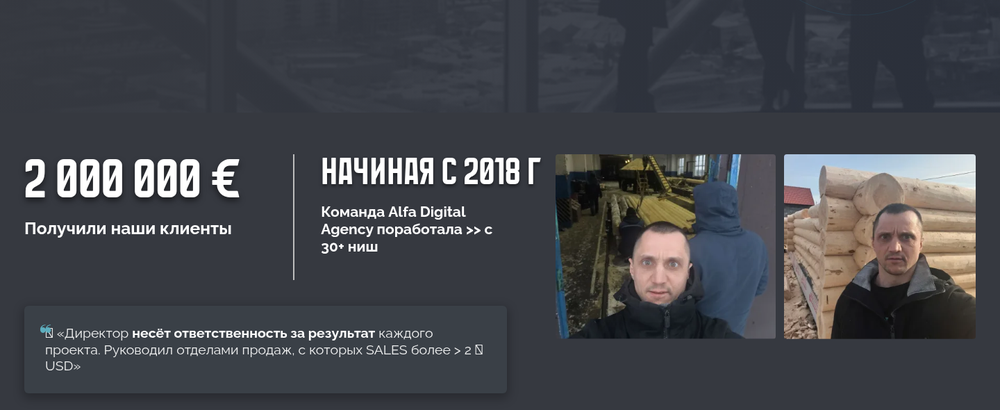 2 000 000 €
Получили наши клиенты
НАЧИНАЯ С 2018 Г
Команда Alfa Digital
Agency поработала >> с
30+ ниш
❝ «Директор несёт ответственность за результат каждого
проекта. Руководил отделами продаж, с которых SALES более > 2
USD»